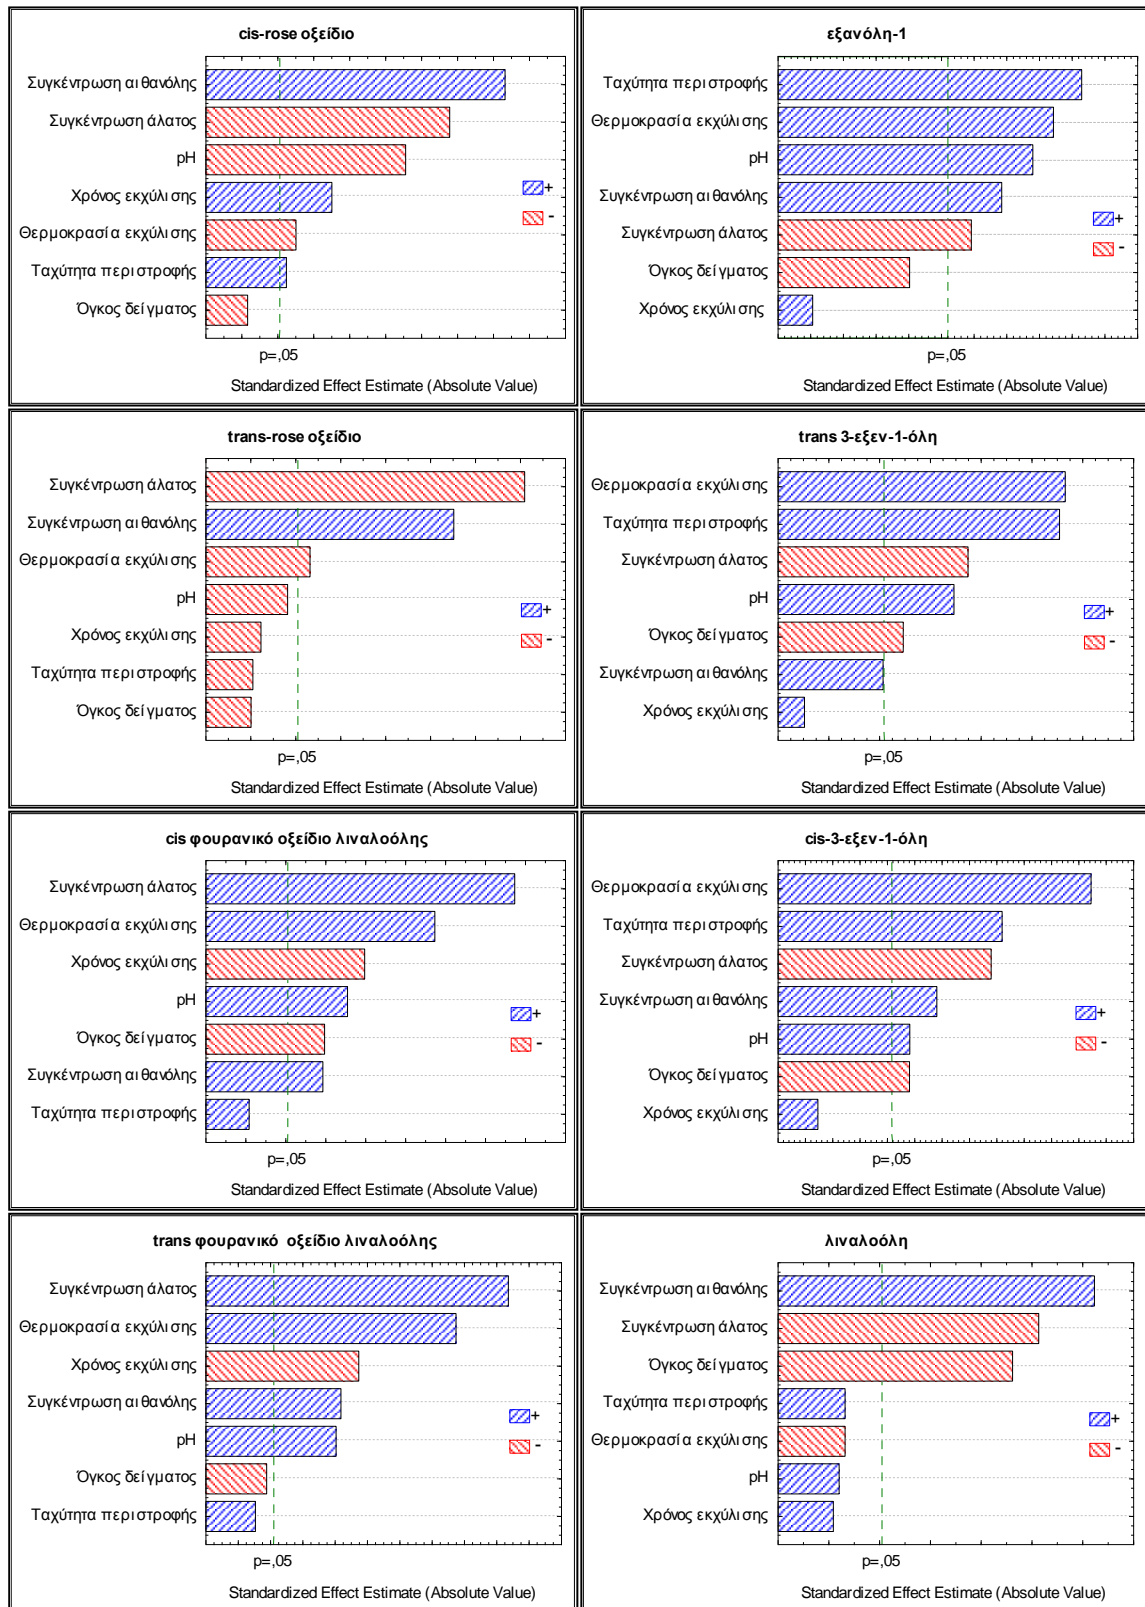 cis-rose οξείδιο
Συγκέντρωση αιθανόλης
Συγκέντρωση άλατος
pH
Χρόνος εκχύλισης
Θερμοκρασία εκχύλισης
Ταχύτητα περιστροφής
Όγκος δείγματος
+
-
p=,05
Standardized Effect Estimate (Absolute Value)
εξανόλη-1
Ταχύτητα περιστροφής
Θερμοκρασία εκχύλισης
pH
Συγκέντρωση αιθανόλης
Συγκέντρωση άλατος
Όγκος δείγματος
Χρόνος εκχύλισης
+
-
p=,05
Standardized Effect Estimate (Absolute Value)
trans-rose οξείδιο
Συγκέντρωση άλατος
Συγκέντρωση αιθανόλης
Θερμοκρασία εκχύλισης
pH
Χρόνος εκχύλισης
Ταχύτητα περιστροφής
Όγκος δείγματος
+
-
p=,05
Standardized Effect Estimate (Absolute Value)
trans 3-εξεν-1-όλη
Θερμοκρασία εκχύλισης
Ταχύτητα περιστροφής
Συγκέντρωση άλατος
pH
Όγκος δείγματος
Συγκέντρωση αιθανόλης
Χρόνος εκχύλισης
+
-
p=,05
Standardized Effect Estimate (Absolute Value)
cis φουρανικό οξείδιο λιναλοόλης
Συγκέντρωση άλατος
Θερμοκρασία εκχύλισης
Χρόνος εκχύλισης
pH
Όγκος δείγματος
Συγκέντρωση αιθανόλης
Ταχύτητα περιστροφής
+
-
p=,05
Standardized Effect Estimate (Absolute Value)
cis-3-εξεν-1-όλη
Θερμοκρασία εκχύλισης
Ταχύτητα περιστροφής
Συγκέντρωση άλατος
Συγκέντρωση αιθανόλης
pH
Όγκος δείγματος
Χρόνος εκχύλισης
+
-
p=,05
Standardized Effect Estimate (Absolute Value)
trans φουρανικό οξείδιο λιναλοόλης
Συγκέντρωση άλατος
Θερμοκρασία εκχύλισης
Χρόνος εκχύλισης
Συγκέντρωση αιθανόλης
pH
Όγκος δείγματος
Ταχύτητα περιστροφής
+
-
p=,05
Standardized Effect Estimate (Absolute Value)
λιναλοόλη
Συγκέντρωση αιθανόλης
Συγκέντρωση άλατος
Όγκος δείγματος
Ταχύτητα περιστροφής
Θερμοκρασία εκχύλισης
pH
Χρόνος εκχύλισης
+
-
p=,05
Standardized Effect Estimate (Absolute Value)